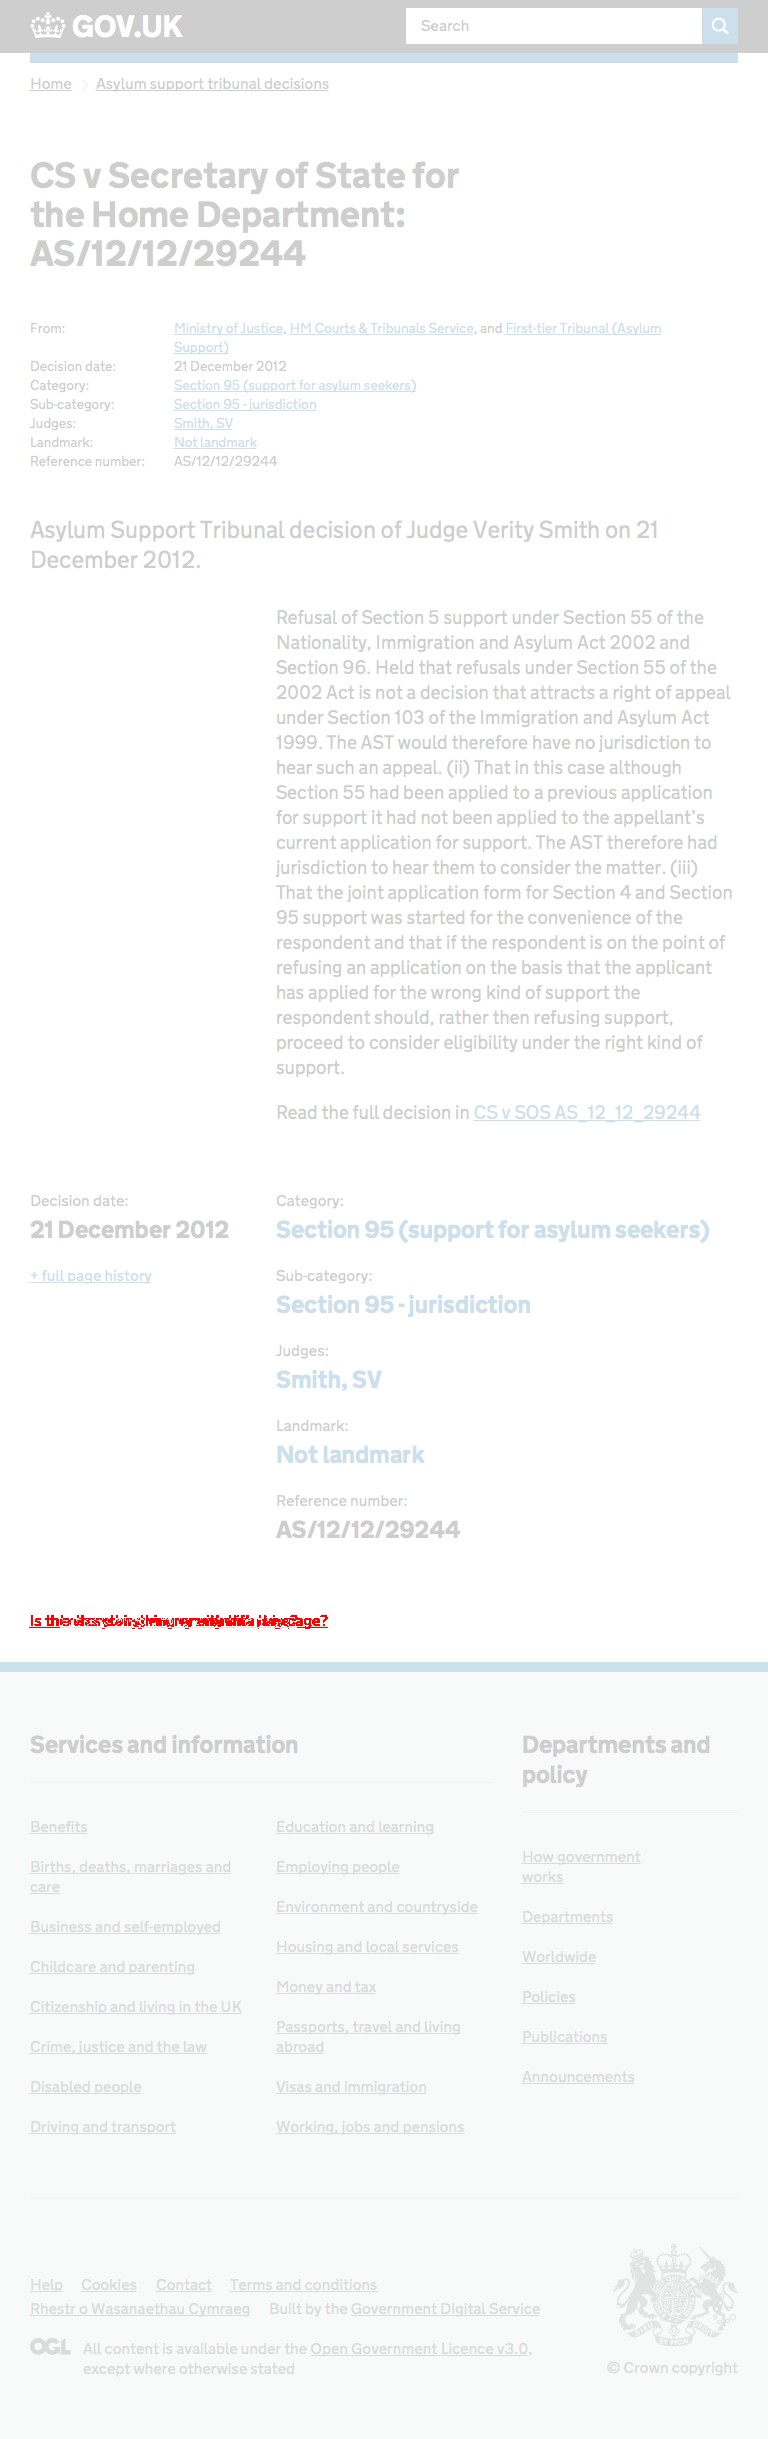 GOV.UK
Search
Home
Asylum support tribunal decisions
CS v Secretary of State for
the Home Department:
AS/12/12/29244
From: Ministry of Justice, HM Courts & Tribunals Service, and First-tier Tribunal (Asylum
Support)
Decision date: 21 December 2012
Category: Section 95 (support for asylum seekers)
Sub-category: Section 95 - jurisdiction
Judges: Smith, SV
Landmark: Not landmark
Reference number: AS/12/12/29244
Asylum Support Tribunal decision of Judge Verity Smith on 21
December 2012.
Refusal of Section 5 support under Section 55 of the
Nationality, Immigration and Asylum Act 2002 and
Section 96. Held that refusals under Section 55 of the
2002 Act is not a decision that attracts a right of appeal
under Section 103 of the Immigration and Asylum Act
1999. The AST would therefore have no jurisdiction to
hear such an appeal. (ii) That in this case although
Section 55 had been applied to a previous application
for support it had not been applied to the appellant's
current application for support. The AST therefore had
jurisdiction to hear them to consider the matter. (iii)
That the joint application form for Section 4 and Section
95 support was started for the convenience of the
respondent and that if the respondent is on the point of
refusing an application on the basis that the applicant
has applied for the wrong kind of support the
respondent should, rather then refusing support,
proceed to consider eligibility under the right kind of
support.
Read the full decision in CS v SOS AS_12_12_29244
Decision date:
21 December 2012
+ full page history
Category:
Section 95 (support for asylum seekers)
Sub-category:
Section 95 - jurisdiction
Judges:
Smith, SV
Landmark:
Not landmark
Reference number:
AS/12/12/29244
Is page?
Services and information
Benefits
Births, deaths, marriages and
care
Business and self-employed
Childcare and parenting
Citizenship and living in the UK
Crime, justice and the law
Disabled people
Driving and transport
Education and learning
Employing people
Environment and countryside
Housing and local services
Money and tax
Passports, travel and living
abroad
Visas and immigration
Working, jobs and pensions
Departments and
policy
How government
works
Departments
Worldwide
Policies
Publications
Announcements
Help Cookies Contact Terms and conditions
Rhestr o Wasanaethau Cymraeg Built by the Government Digital Service
OGL All content is available under the Open Government Licence v3.0,
except where otherwise stated
© Crown copyright